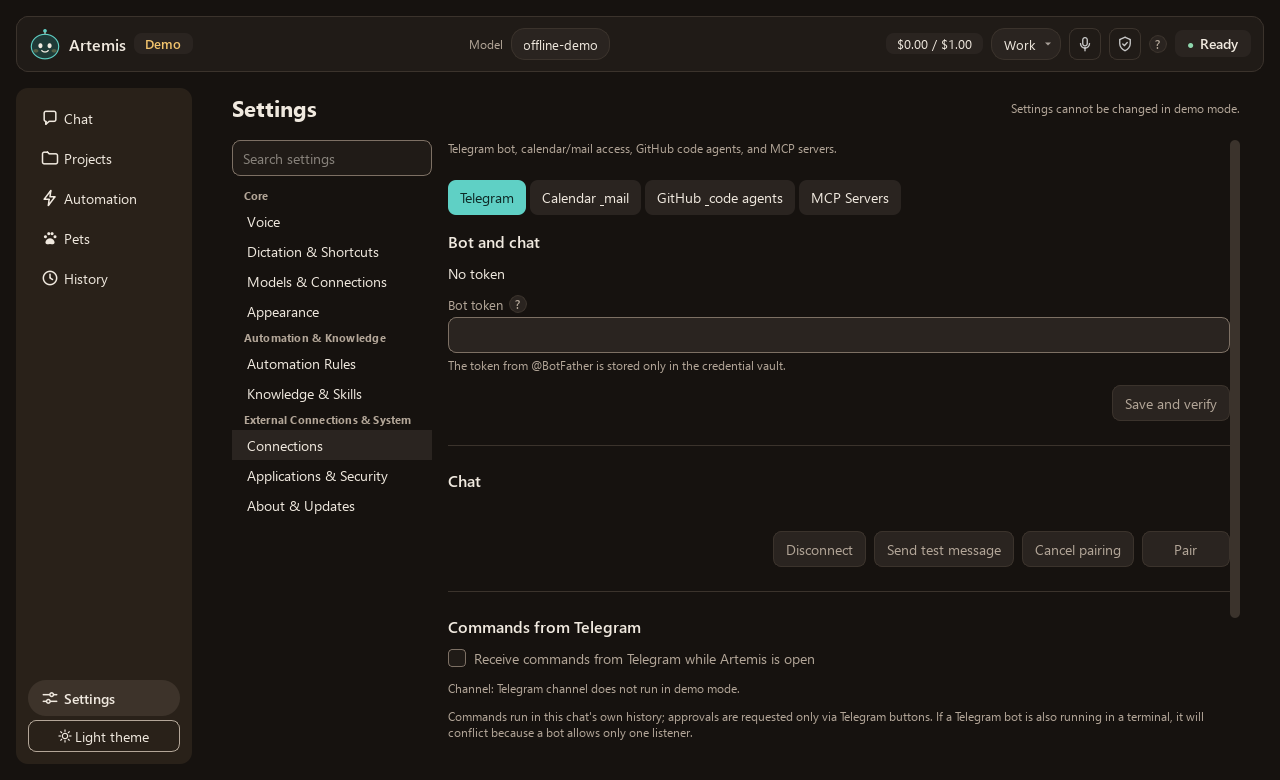 Artemis
Demo
Model
offline-demo
$0.00 / $1.00
Work
?
Ready
Chat
Projects
Automation
Pets
History
Settings
Light theme
Settings
Settings cannot be changed in demo mode.
Search settings
Core
Voice
Dictation & Shortcuts
Models & Connections
Appearance
Automation & Knowledge
Automation Rules
Knowledge & Skills
External Connections & System
Connections
Applications & Security
About & Updates
Telegram bot, calendar/mail access, GitHub code agents, and MCP servers.
Telegram
Calendar _mail
GitHub _code agents
MCP Servers
Bot and chat
No token
Bot token ?
The token from @BotFather is stored only in the credential vault.
Save and verify
Chat
Disconnect
Send test message
Cancel pairing
Pair
Commands from Telegram
Receive commands from Telegram while Artemis is open
Channel: Telegram channel does not run in demo mode.
Commands run in this chat's own history; approvals are requested only via Telegram buttons. If a Telegram bot is also running in a terminal, it will
conflict because a bot allows only one listener.